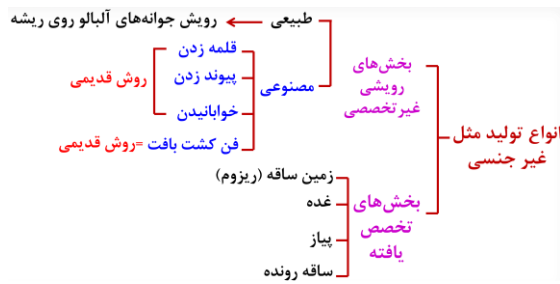 انواع تولید مثل
غیر جنسی
بخش‌های
رویشی
غیرتخصصی
طبیعی
رویش جوانه‌های آلبالو روی ریشه
مصنوعی
قلمه زدن
پیوند زدن
خوابانیدن
روش قدیمی
فن کشت بافت =روش قدیمی
بخش‌های
تخصص
یافته
زمین ساقه (ریزوم)
غده
پیاز
ساقه رونده